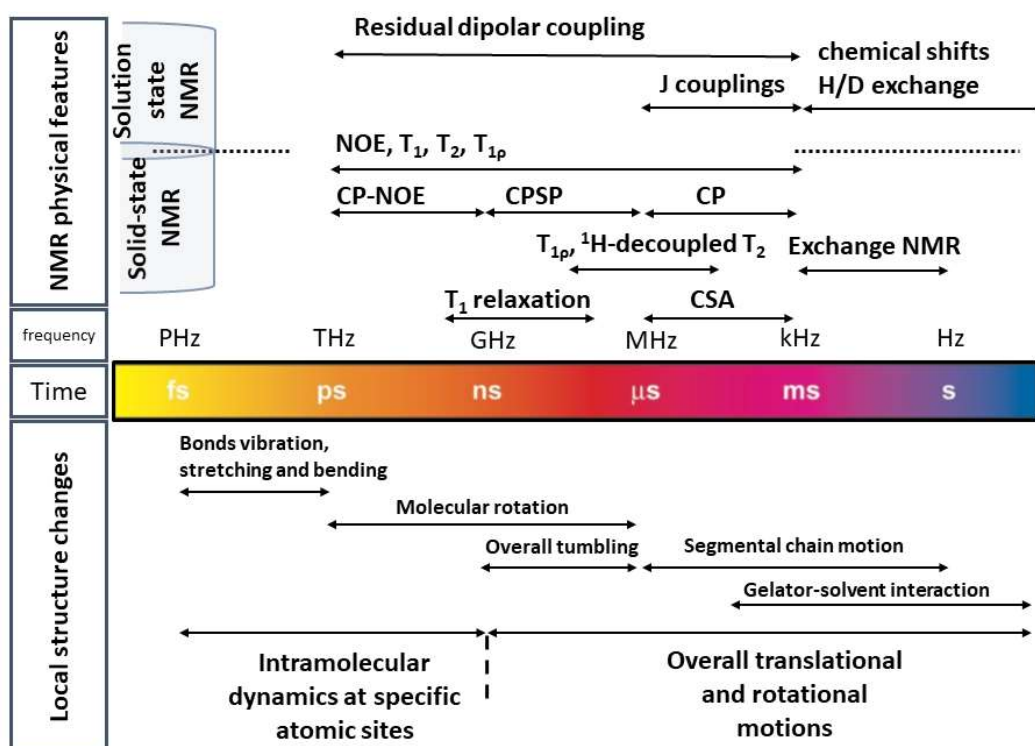 NMR physical features
Solution
state
NMR
Solid-state
NMR
Residual dipolar coupling
chemical shifts
H/D exchange
J couplings
NOE, T₁, T₂, T₁ρ
CP-NOE
CPSP
CP
T₁ρ, ¹H-decoupled T₂
Exchange NMR
T₁ relaxation
CSA
frequency
PHz
THz
GHz
MHz
kHz
Hz
Time
fs
ps
ns
μs
ms
s
Local structure changes
Bonds vibration,
stretching and bending
Molecular rotation
Overall tumbling
Segmental chain motion
Gelator-solvent interaction
Intramolecular
dynamics at specific
atomic sites
Overall translational
and rotational
motions